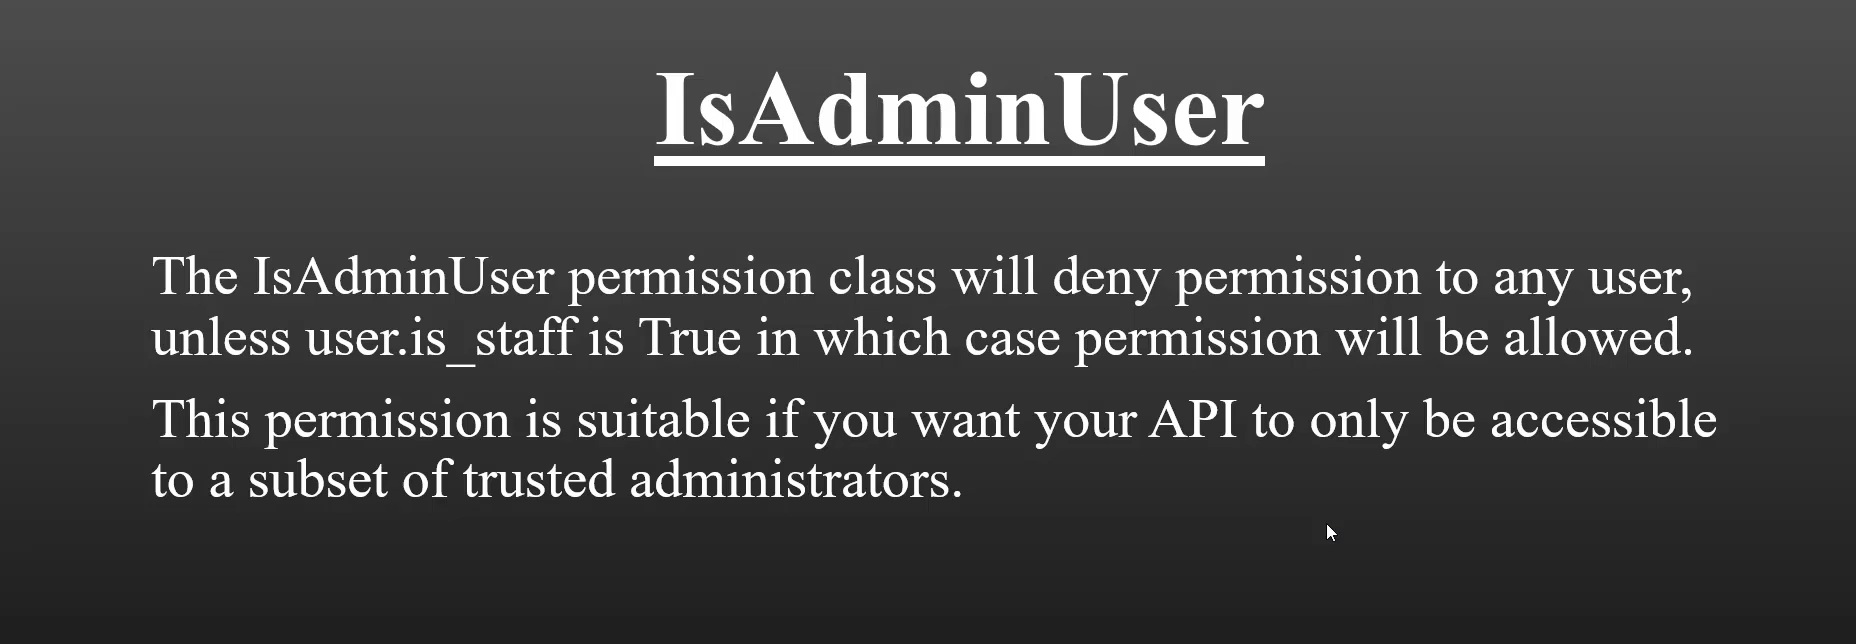 IsAdminUser
The IsAdminUser permission class will deny permission to any user,
unless user.is_staff is True in which case permission will be allowed.
This permission is suitable if you want your API to only be accessible
to a subset of trusted administrators.